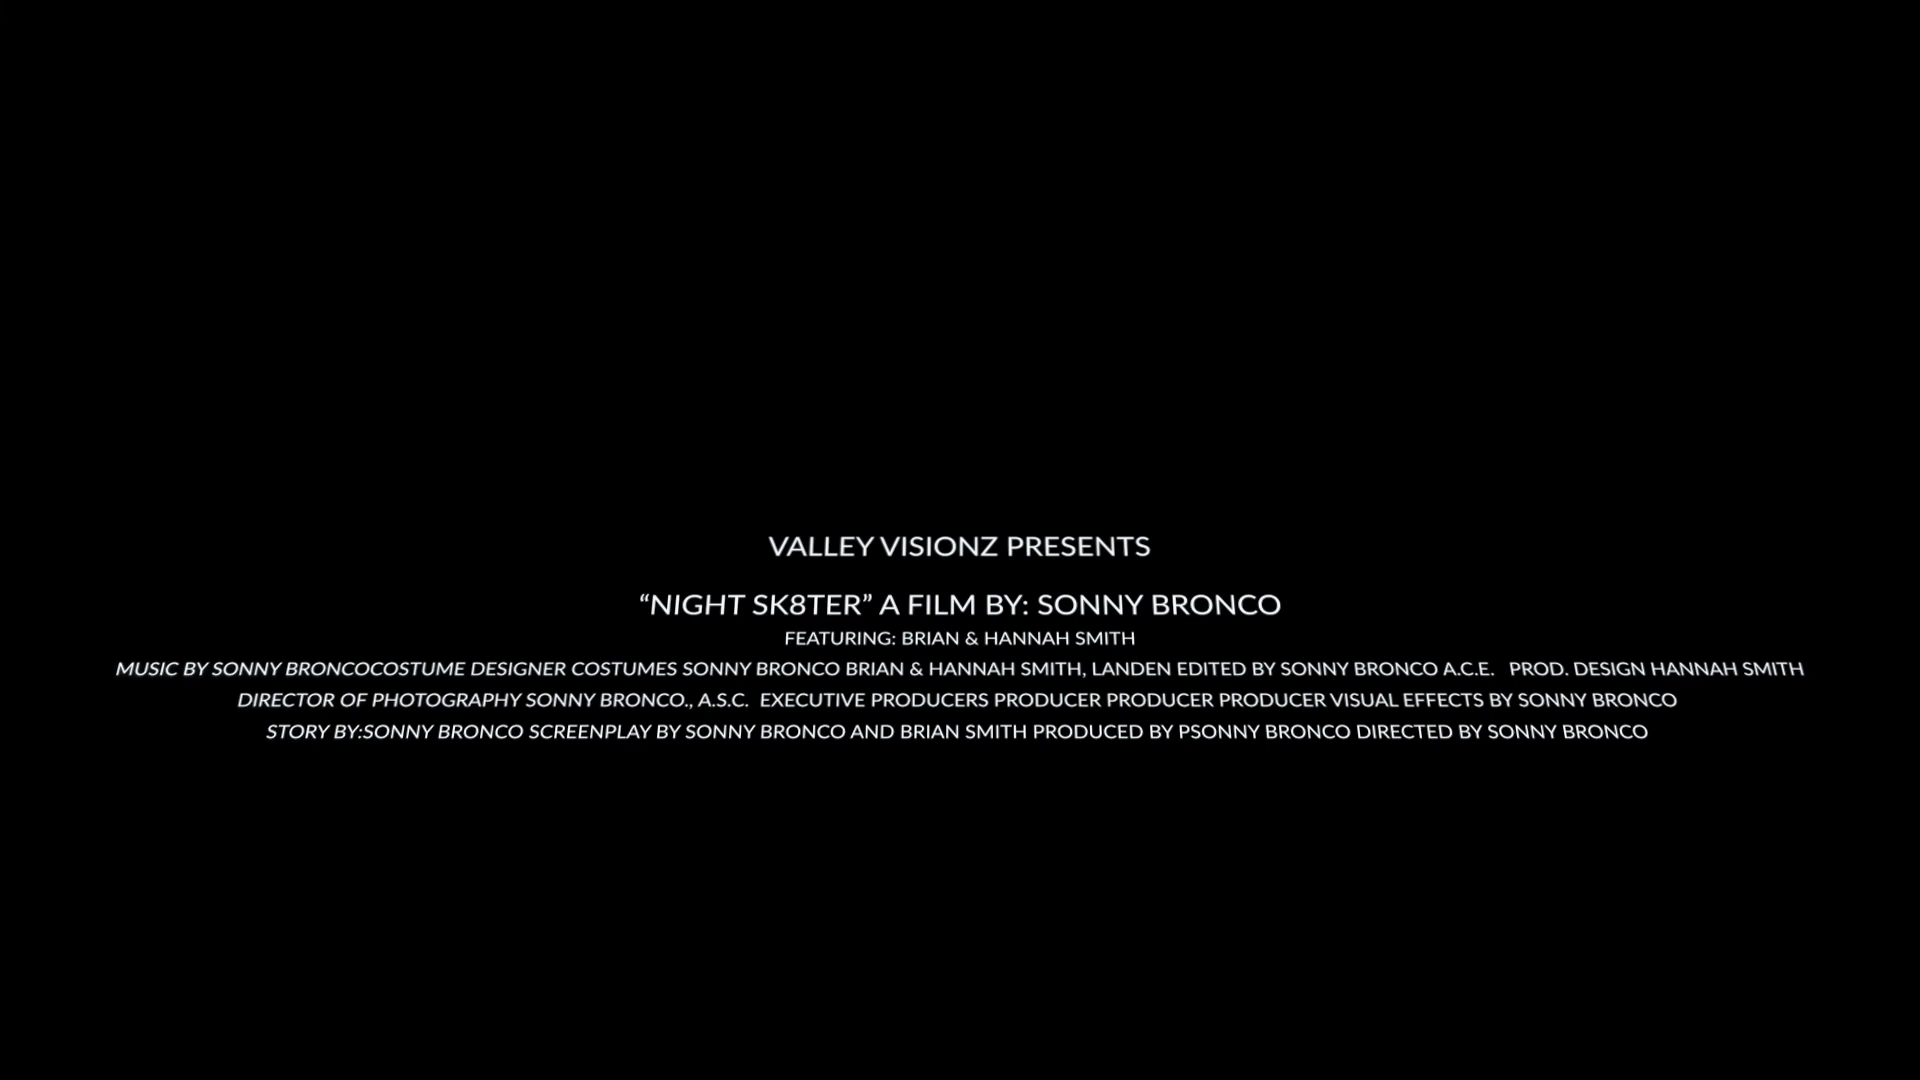 VALLEY VISIONZ PRESENTS
“NIGHT SK8TER” A FILM BY: SONNY BRONCO
FEATURING: BRIAN & HANNAH SMITH
MUSIC BY SONNY BRONCOCOSTUME DESIGNER COSTUMES SONNY BRONCO BRIAN & HANNAH SMITH, LANDEN EDITED BY SONNY BRONCO A.C.E. PROD. DESIGN HANNAH SMITH
DIRECTOR OF PHOTOGRAPHY SONNY BRONCO., A.S.C. EXECUTIVE PRODUCERS PRODUCER PRODUCER PRODUCER VISUAL EFFECTS BY SONNY BRONCO
STORY BY:SONNY BRONCO SCREENPLAY BY SONNY BRONCO AND BRIAN SMITH PRODUCED BY PSONNY BRONCO DIRECTED BY SONNY BRONCO